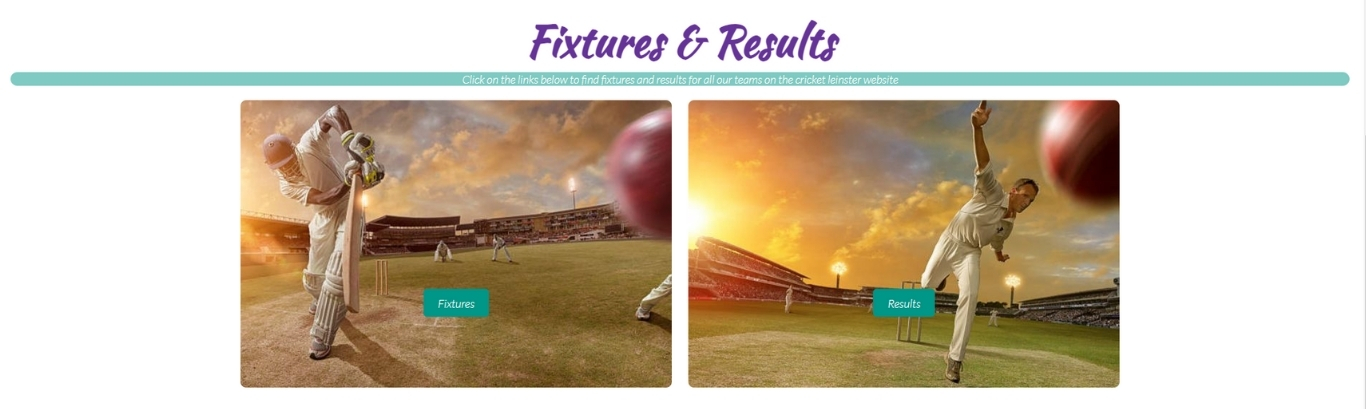 Fixtures & Results
Click on the links below to find fixtures and results for all our teams on the cricket leinster website
Fixtures
Results